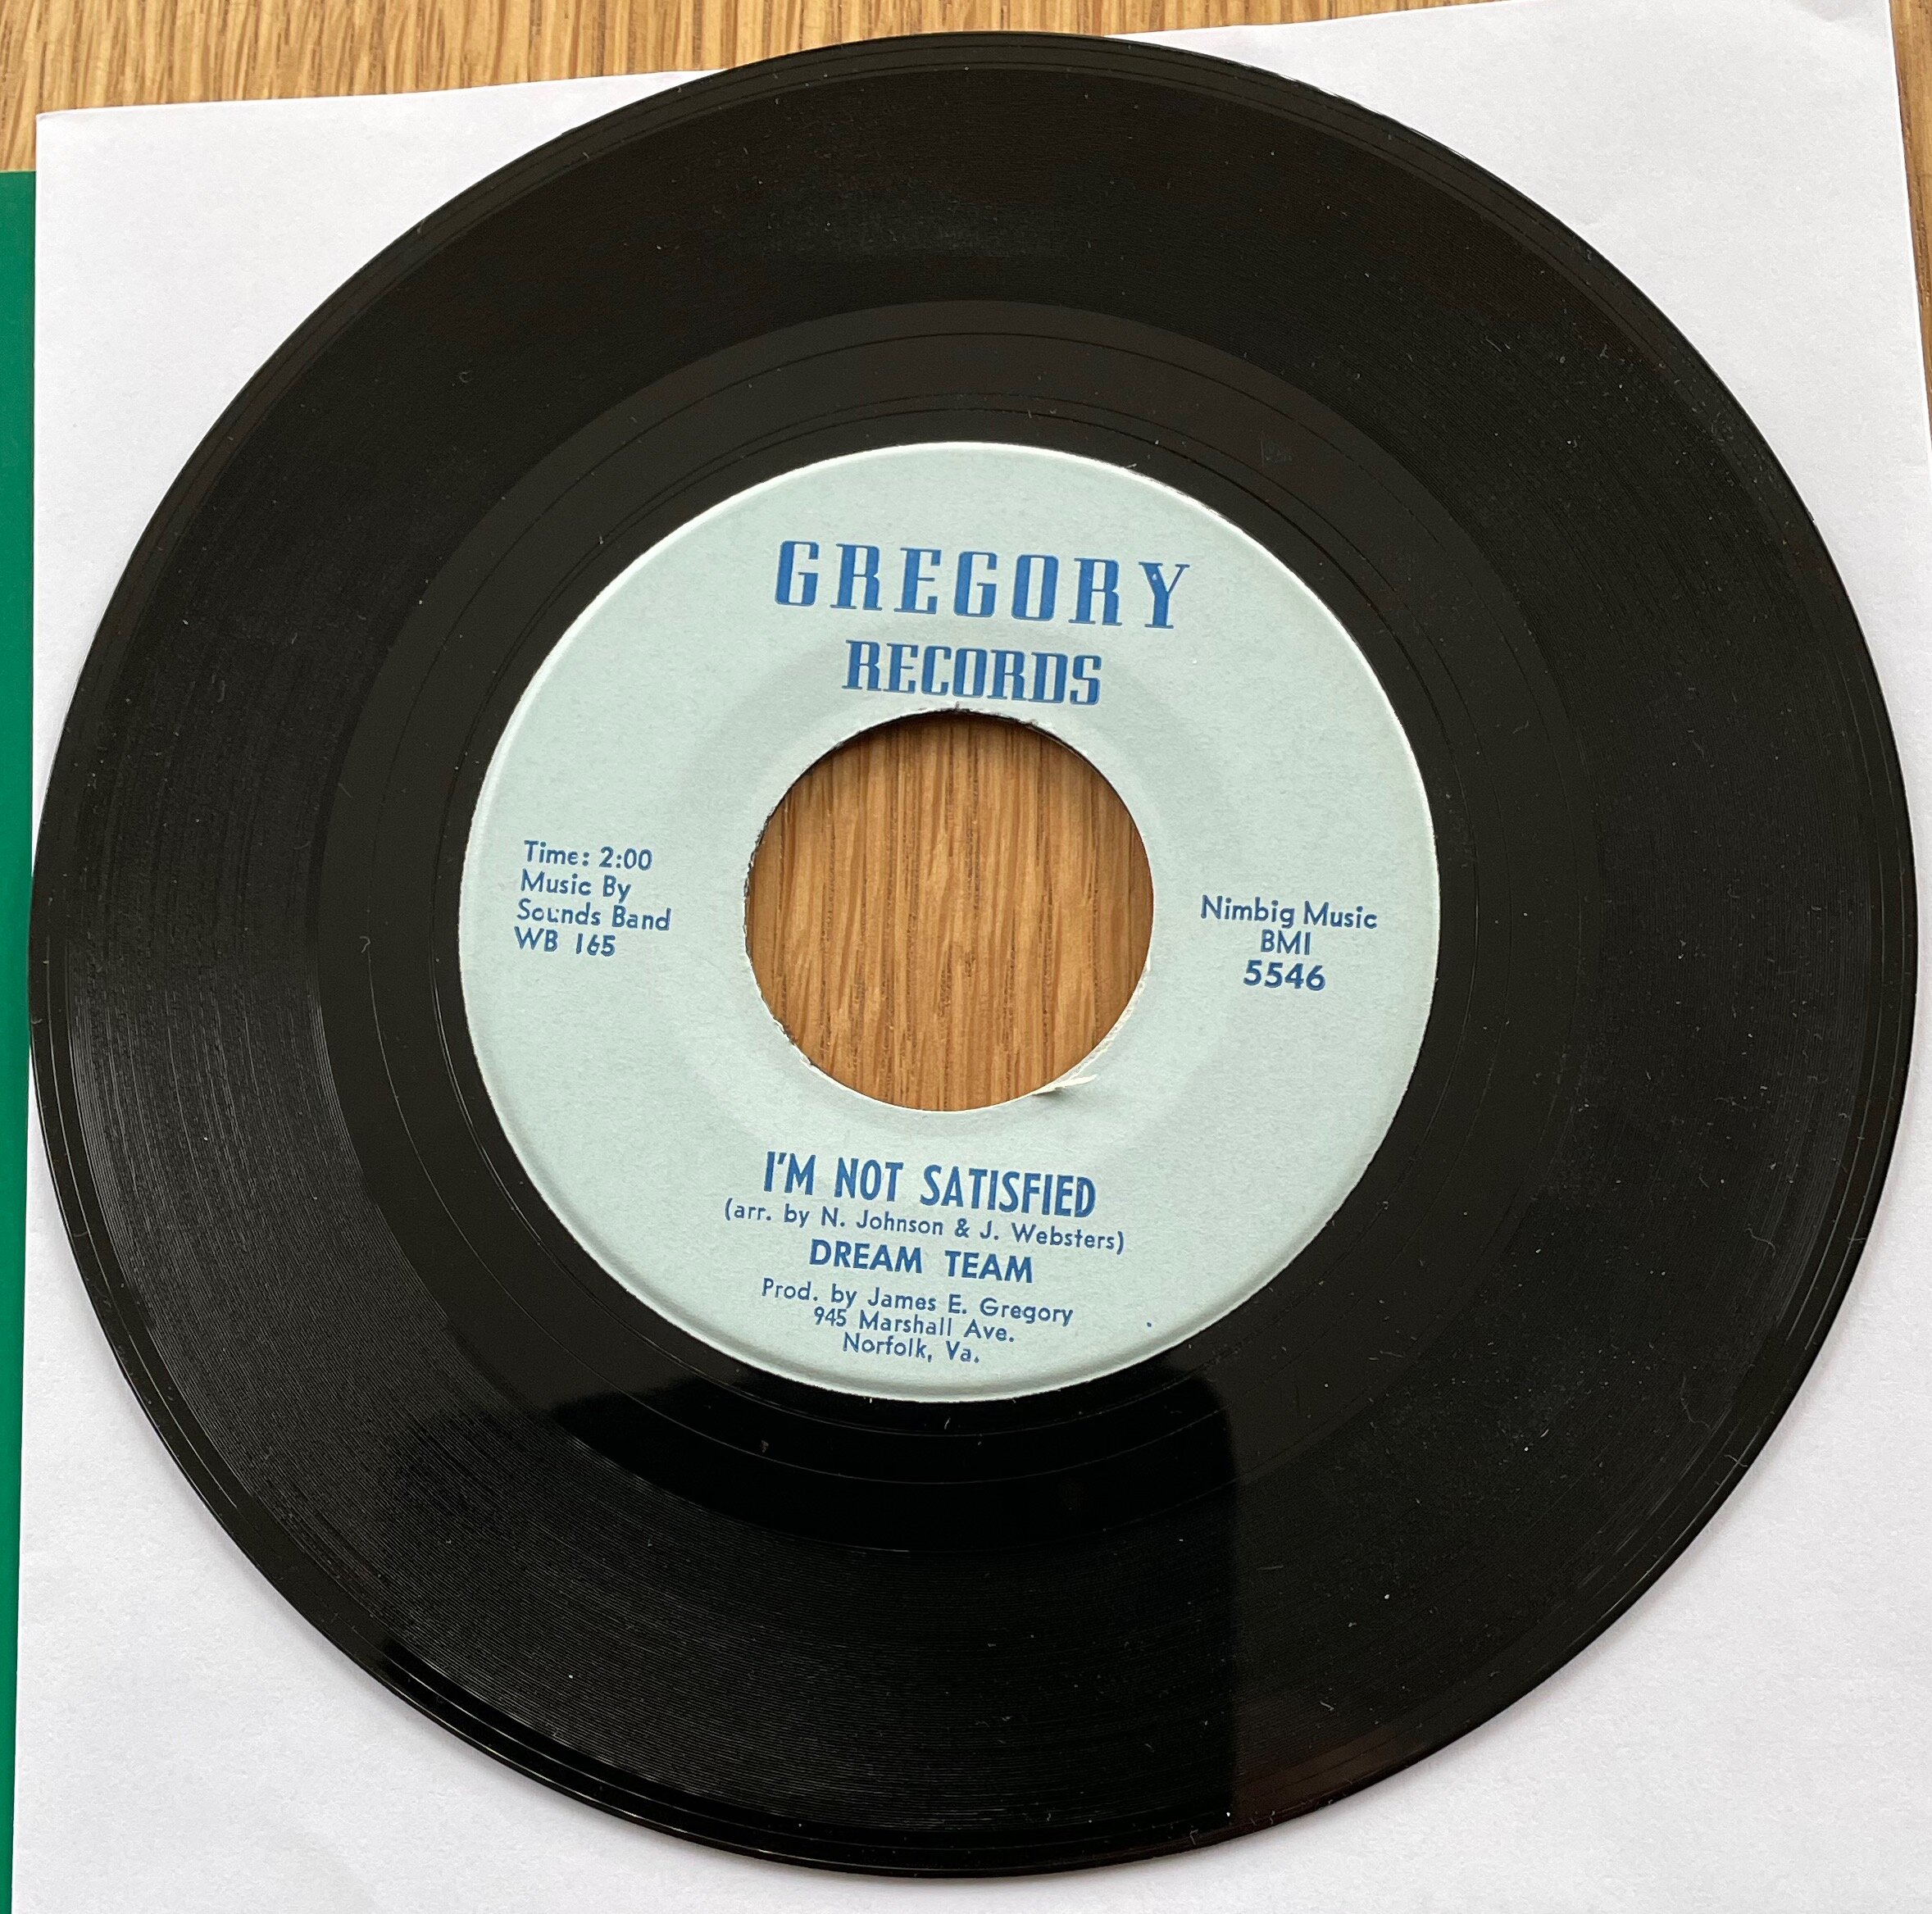 GREGORY
RECORDS
Time: 2:00
Music By
Sounds Band
WB 165
Nimbig Music
BMI
5546
I'M NOT SATISFIED
(arr. by N. Johnson & J. Websters)
DREAM TEAM
Prod. by James E. Gregory
945 Marshall Ave.
Norfolk, Va.